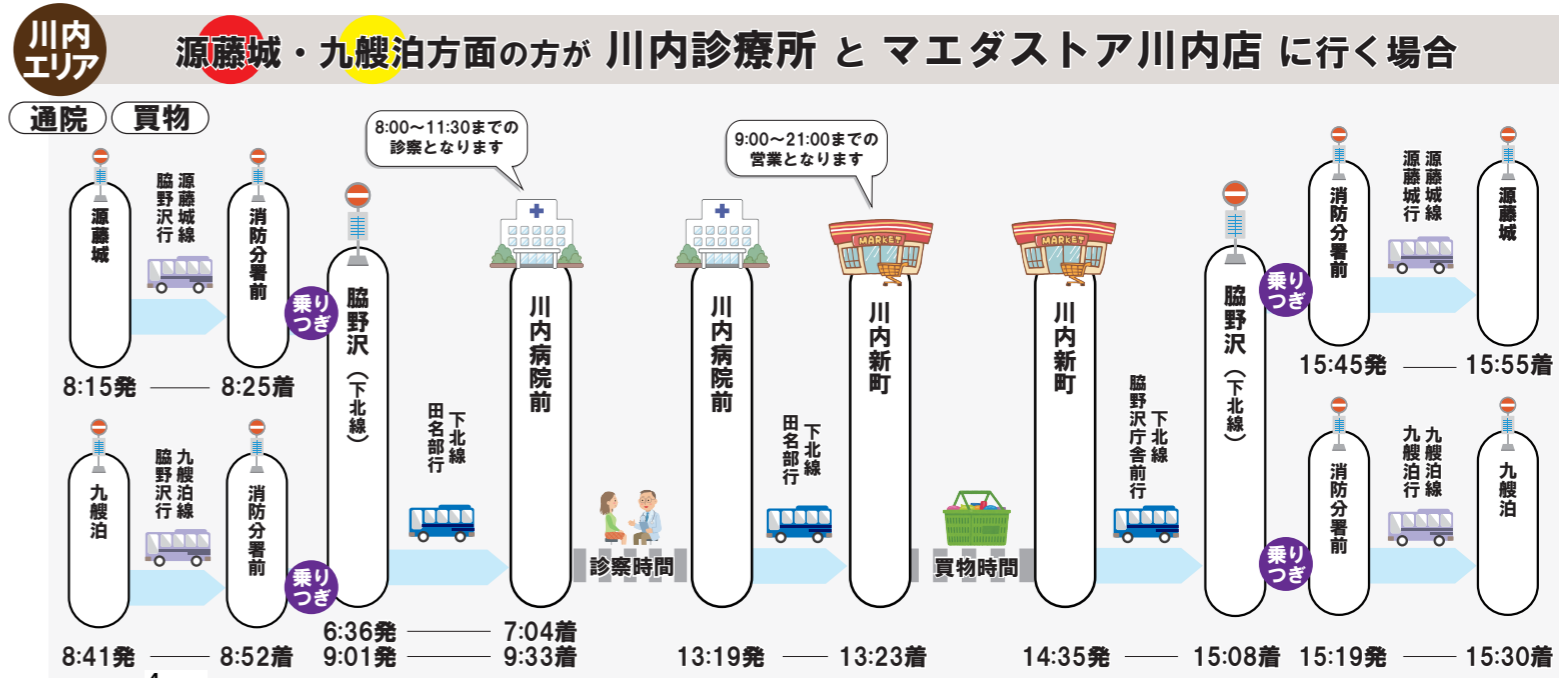 川内
エリア
源藤城・九艘泊方面の方が 川内診療所 と マエダストア川内店 に行く場合
通院
買物
8:00〜11:30までの
診察となります
9:00〜21:00までの
営業となります
源藤城
源藤城線
脇野沢行
消防分署前
8:15発
8:25着
九艘泊
九艘泊線
脇野沢行
消防分署前
8:41発
8:52着
乗り
つぎ
乗り
つぎ
脇野沢（下北線）
下北線
田名部行
川内病院前
6:36発
7:04着
9:01発
9:33着
診察時間
川内病院前
下北線
田名部行
MARKET
川内新町
13:19発
13:23着
買物時間
MARKET
川内新町
下北線
脇野沢庁舎前行
脇野沢（下北線）
14:35発
15:08着
乗り
つぎ
乗り
つぎ
消防分署前
源藤城線
源藤城行
源藤城
15:45発
15:55着
消防分署前
九艘泊線
九艘泊行
九艘泊
15:19発
15:30着